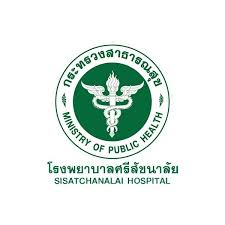 กระทรวงสาธารณสุข
MINISTRY OF PUBLIC HEALTH
โรงพยาบาลศรีสัชนาลัย
SISATCHANALAI HOSPITAL